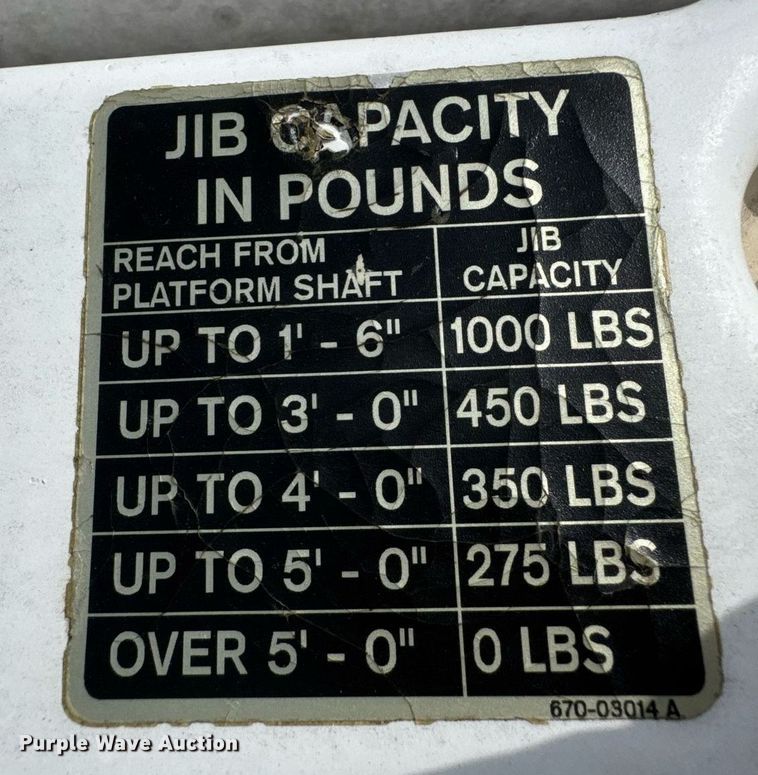 JIB CAPACITY
IN POUNDS
REACH FROM
PLATFORM SHAFT
JIB
CAPACITY
UP TO 1' - 6" 1000 LBS
UP TO 3' - 0" 450 LBS
UP TO 4' - 0" 350 LBS
UP TO 5' - 0" 275 LBS
OVER 5' - 0" 0 LBS
670-03014 A
Purple Wave Auction